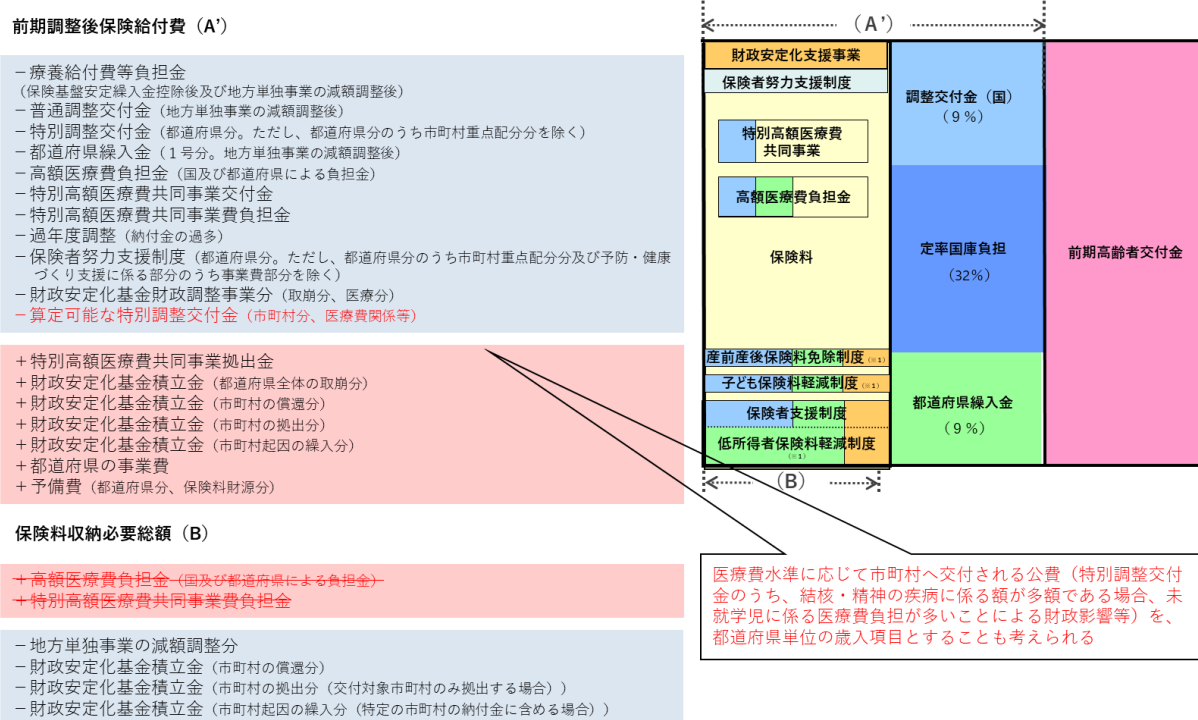 前期調整後保険給付費（A’）
－療養給付費等負担金
（保険基盤安定繰入金控除後及び地方単独事業の減額調整後）
－普通調整交付金（地方単独事業の減額調整後）
－特別調整交付金（都道府県分。ただし、都道府県分のうち市町村重点配分分を除く）
－都道府県繰入金（１号分。地方単独事業の減額調整後）
－高額医療費負担金（国及び都道府県による負担金）
－特別高額医療費共同事業交付金
－特別高額医療費共同事業費負担金
－過年度調整（納付金の過多）
－保険者努力支援制度（都道府県分。ただし、都道府県分のうち市町村重点配分分及び予防・健康
づくり支援に係る部分のうち事業費部分を除く）
－財政安定化基金財政調整事業分（取崩分、医療分）
－算定可能な特別調整交付金（市町村分、医療費関係等）
＋特別高額医療費共同事業拠出金
＋財政安定化基金積立金（都道府県全体の取崩分）
＋財政安定化基金積立金（市町村の償還分）
＋財政安定化基金積立金（市町村の拠出分）
＋財政安定化基金積立金（市町村起因の繰入分）
＋都道府県の事業費
＋予備費（都道府県分、保険料財源分）
保険料収納必要総額（B）
＋高額医療費負担金（国及び都道府県による負担金）
＋特別高額医療費共同事業費負担金
－地方単独事業の減額調整分
－財政安定化基金積立金（市町村の償還分）
－財政安定化基金積立金（市町村の拠出分（交付対象市町村のみ拠出する場合））
－財政安定化基金積立金（市町村起因の繰入分（特定の市町村の納付金に含める場合））
（A’）
財政安定化支援事業
保険者努力支援制度
特別高額医療費
共同事業
高額医療費負担金
保険料
産前産後保険料免除制度（※１）
子ども保険料軽減制度（※１）
保険者支援制度
低所得者保険料軽減制度
（※１）
調整交付金（国）
（９％）
定率国庫負担
（32％）
都道府県繰入金
（９％）
前期高齢者交付金
（B）
医療費水準に応じて市町村へ交付される公費（特別調整交付
金のうち、結核・精神の疾病に係る額が多額である場合、未
就学児に係る医療費負担が多いことによる財政影響等）を、
都道府県単位の歳入項目とすることも考えられる